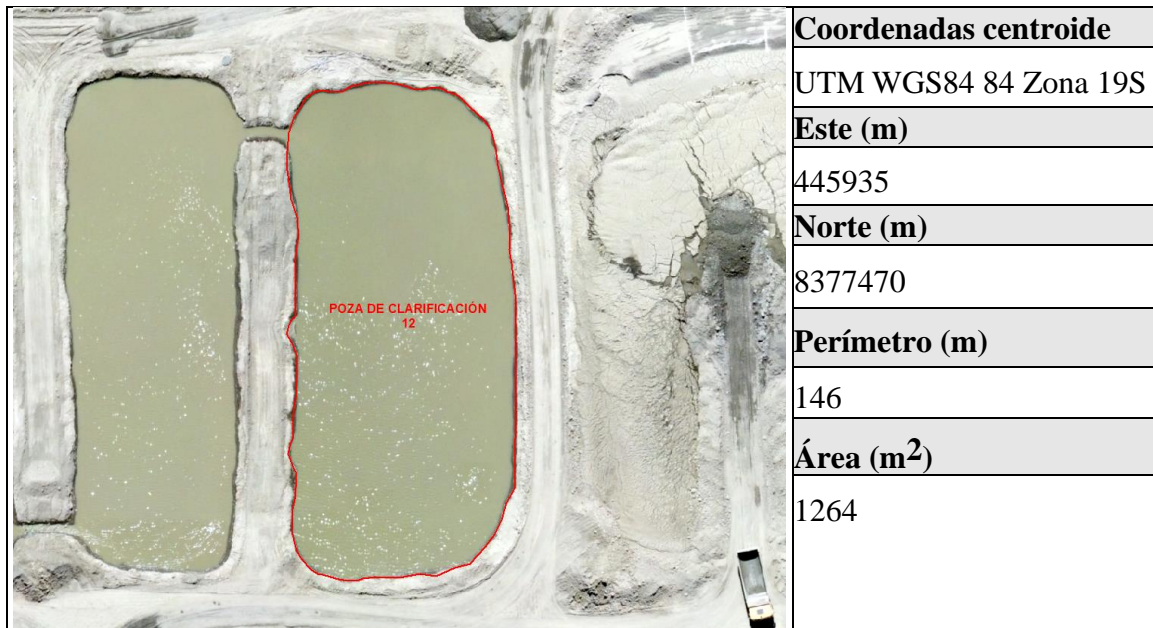 POZA DE CLARIFICACIÓN
12
Coordenadas centroide
UTM WGS84 84 Zona 19S
Este (m)
445935
Norte (m)
8377470
Perímetro (m)
146
Área (m²)
1264